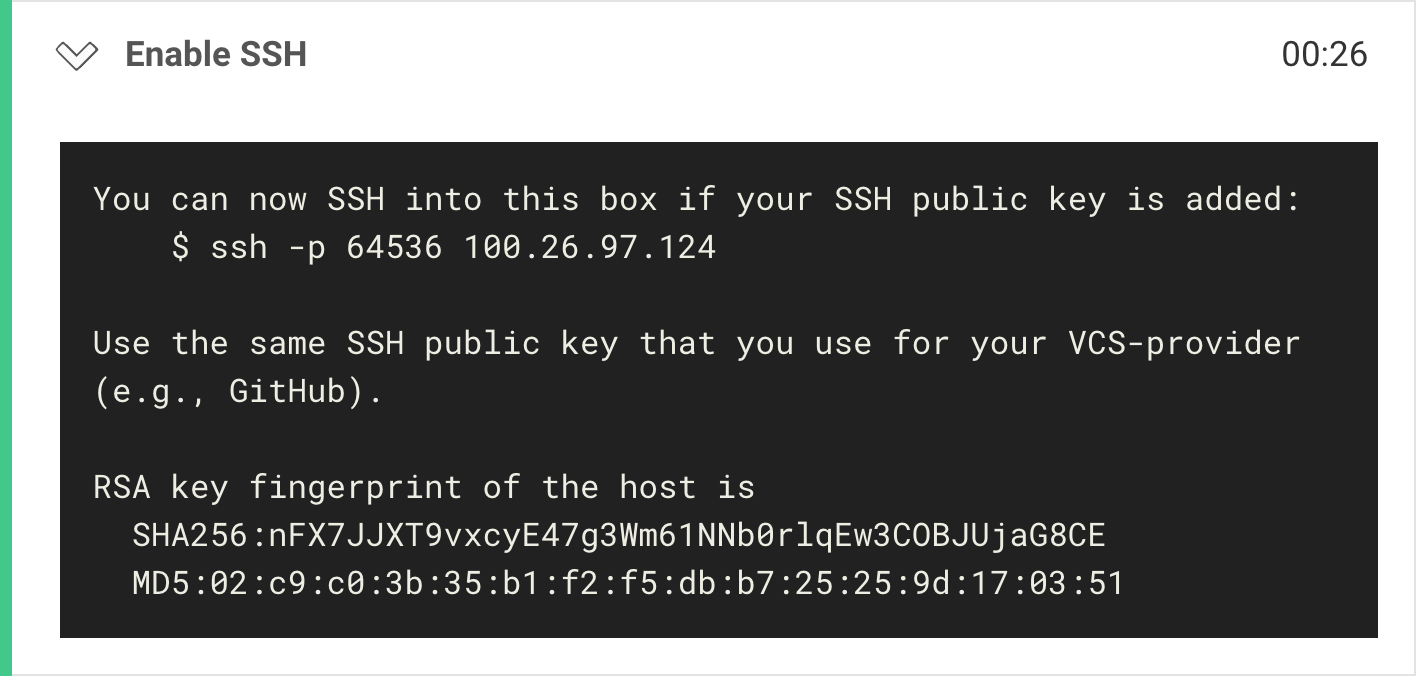 Enable SSH
00:26
You can now SSH into this box if your SSH public key is added:
$ ssh -p 64536 100.26.97.124
Use the same SSH public key that you use for your VCS-provider
(e.g., GitHub).
RSA key fingerprint of the host is
SHA256:nFX7JJXT9vxcyE47g3Wm61NNb0rlqEw3COBJUjaG8CE
MD5:02:c9:c0:3b:35:b1:f2:f5:db:b7:25:25:9d:17:03:51